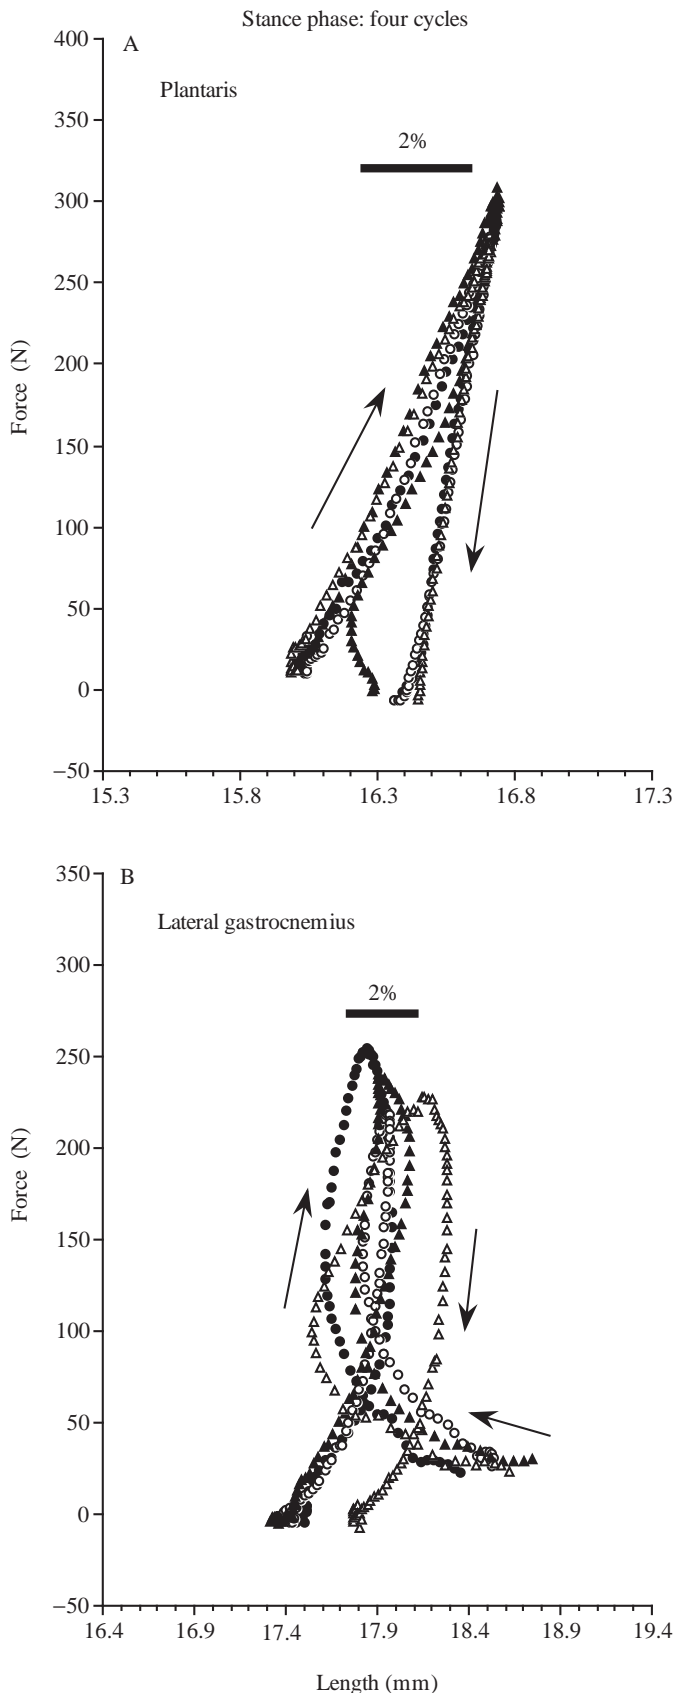 Stance phase: four cycles
A
Plantaris
2%
400
350
300
250
200
150
100
50
0
–50
Force (N)
15.3 15.8 16.3 16.8 17.3
B
Lateral gastrocnemius
2%
350
300
250
200
150
100
50
0
–50
Force (N)
16.4 16.9 17.4 17.9 18.4 18.9 19.4
Length (mm)